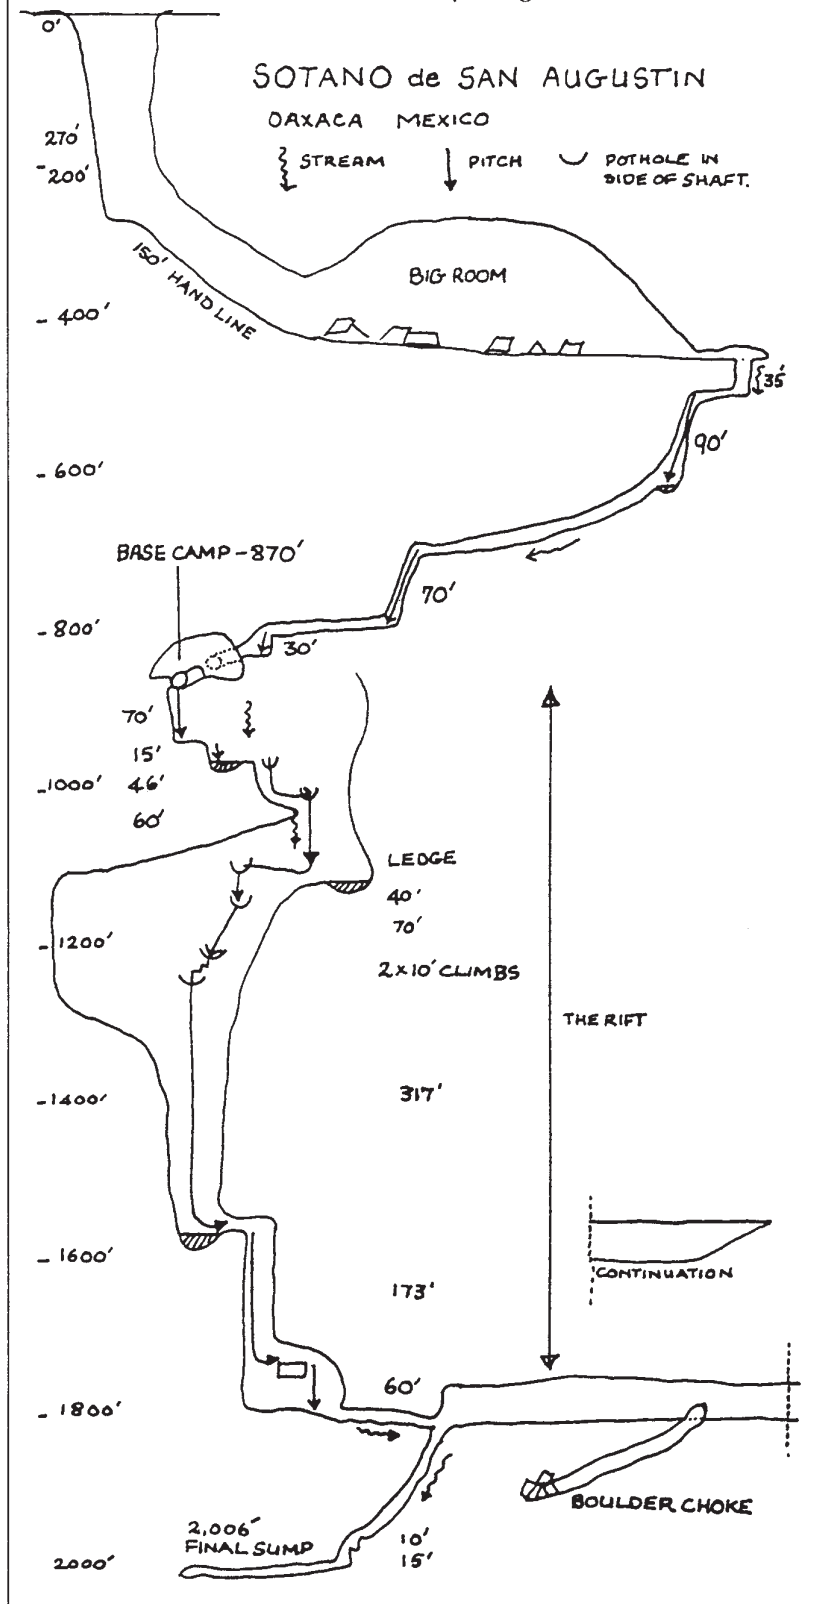 0'
SOTANO de SAN AUGUSTIN
OAXACA MEXICO
STREAM
PITCH
POTHOLE IN
SIDE OF SHAFT.
270'
-200'
150' HAND LINE
BIG ROOM
- 400'
35'
90'
- 600'
BASE CAMP - 870'
70'
- 800'
30'
70'
15'
-1000' 46'
60'
LEDGE
40'
70'
- 1200'
2x10' CLIMBS
THE RIFT
-1400'
317'
- 1600'
CONTINUATION
173'
60'
- 1800'
BOULDER CHOKE
2,006'
FINAL SUMP
10'
15'
2000'